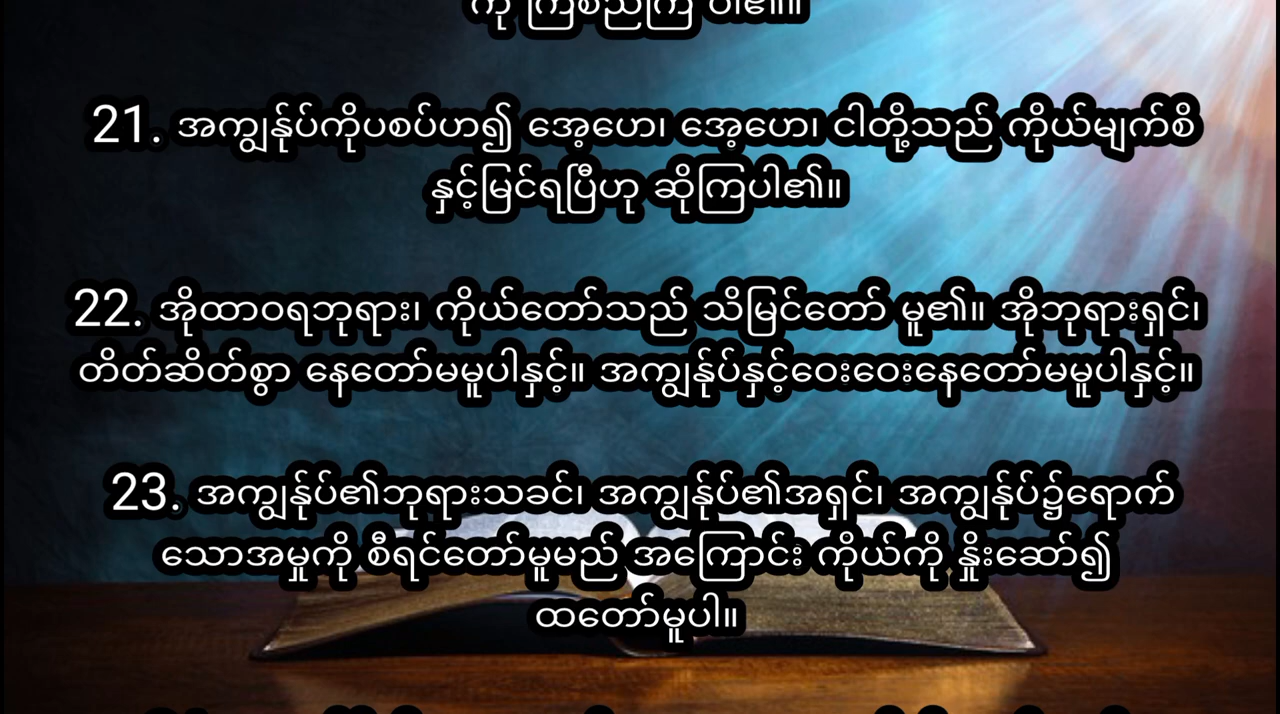 ကို ကြံစည်ကြ ပါ၏။
21. အကျွန်ုပ်ကိုပစပ်ဟ၍ အေ့ဟေ၊ အေ့ဟေ၊ ငါတို့သည် ကိုယ်မျက်စိ
နှင့်မြင်ရပြီဟု ဆိုကြပါ၏။
22. အိုထာဝရဘုရား၊ ကိုယ်တော်သည် သိမြင်တော် မူ၏။ အိုဘုရားရှင်၊
တိတ်ဆိတ်စွာ နေတော်မမူပါနှင့်။ အကျွန်ုပ်နှင့်ဝေးဝေးနေတော်မမူပါနှင့်။
23. အကျွန်ုပ်၏ဘုရားသခင်၊ အကျွန်ုပ်၏အရှင်၊ အကျွန်ုပ်၌ရောက်
သောအမှုကို စီရင်တော်မူမည် အကြောင်း ကိုယ်ကို နှိုးဆော်၍
ထတော်မူပါ။